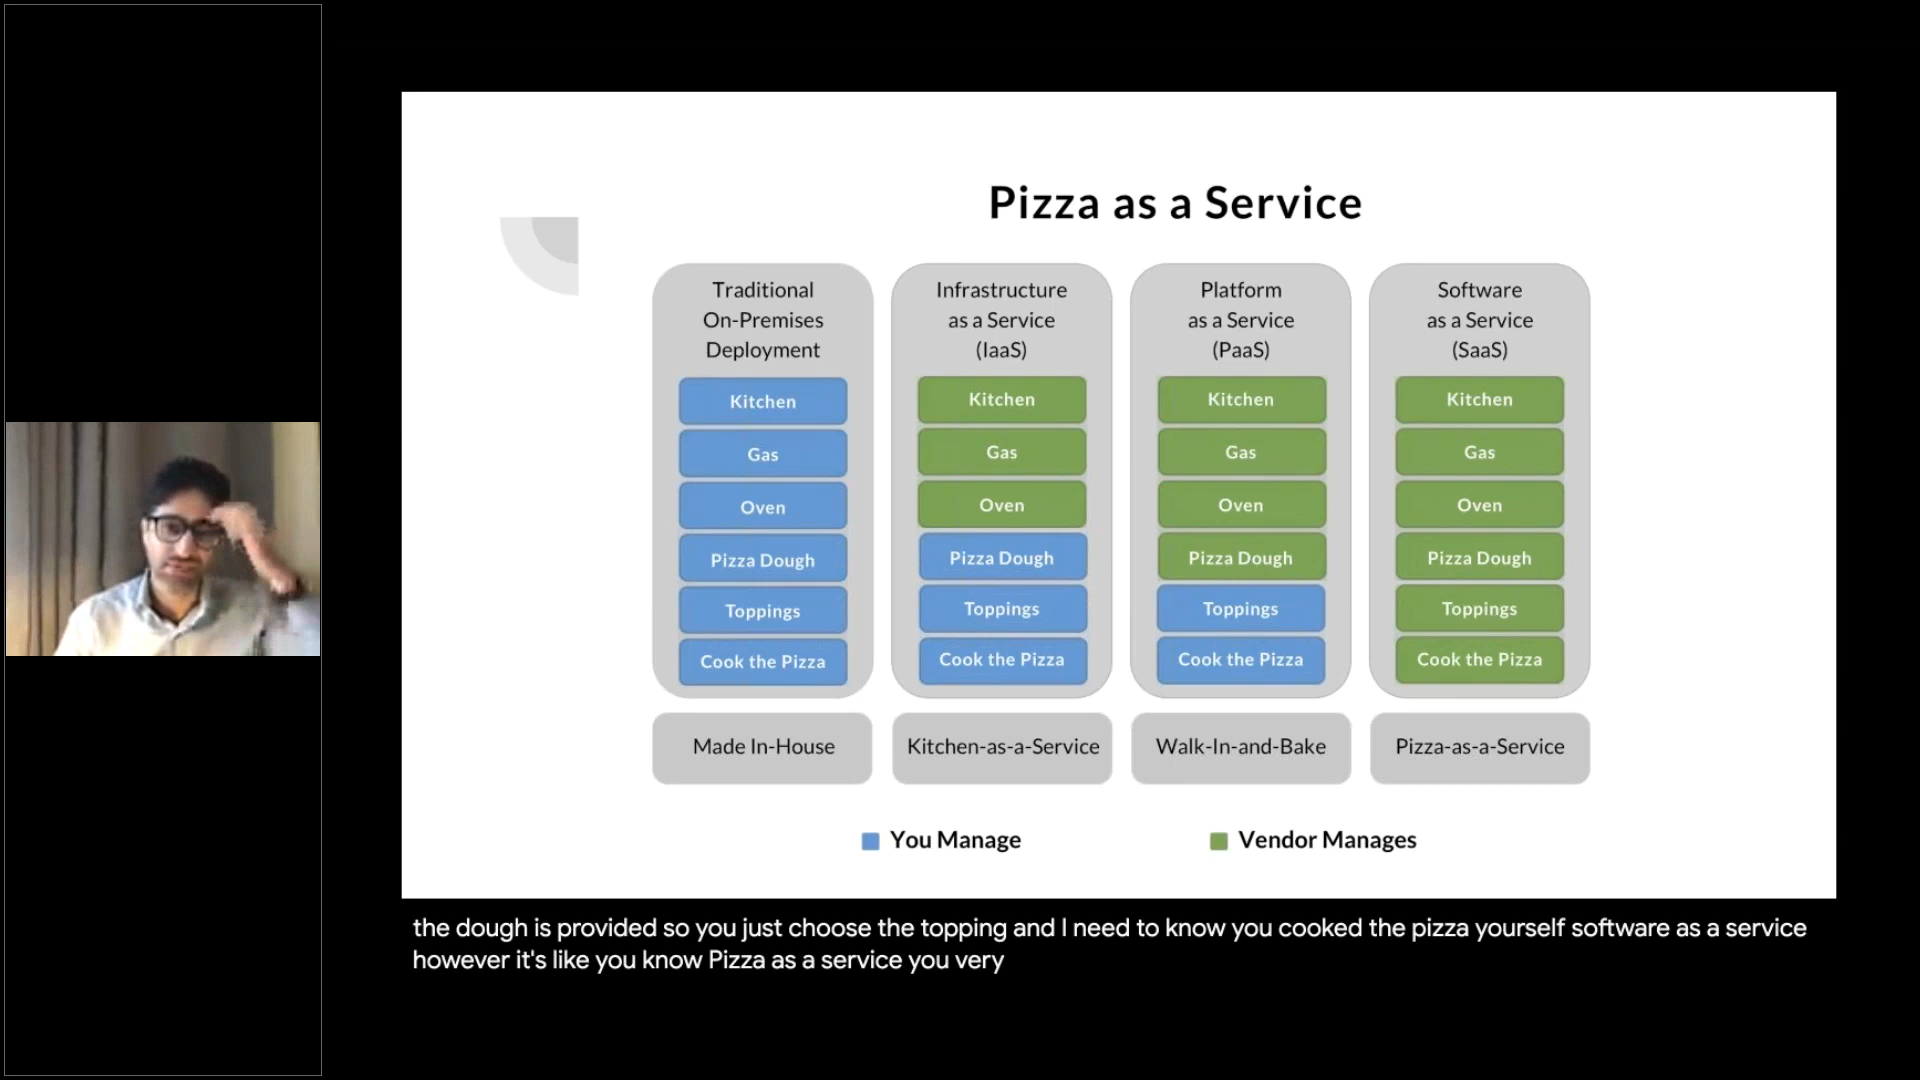 Pizza as a Service
Traditional
On-Premises
Deployment
Kitchen
Gas
Oven
Pizza Dough
Toppings
Cook the Pizza
Made In-House
Infrastructure
as a Service
(IaaS)
Kitchen
Gas
Oven
Pizza Dough
Toppings
Cook the Pizza
Kitchen-as-a-Service
Platform
as a Service
(PaaS)
Kitchen
Gas
Oven
Pizza Dough
Toppings
Cook the Pizza
Walk-In-and-Bake
Software
as a Service
(SaaS)
Kitchen
Gas
Oven
Pizza Dough
Toppings
Cook the Pizza
Pizza-as-a-Service
You Manage
Vendor Manages
the dough is provided so you just choose the topping and I need to know you cooked the pizza yourself software as a service
however it's like you know Pizza as a service you very